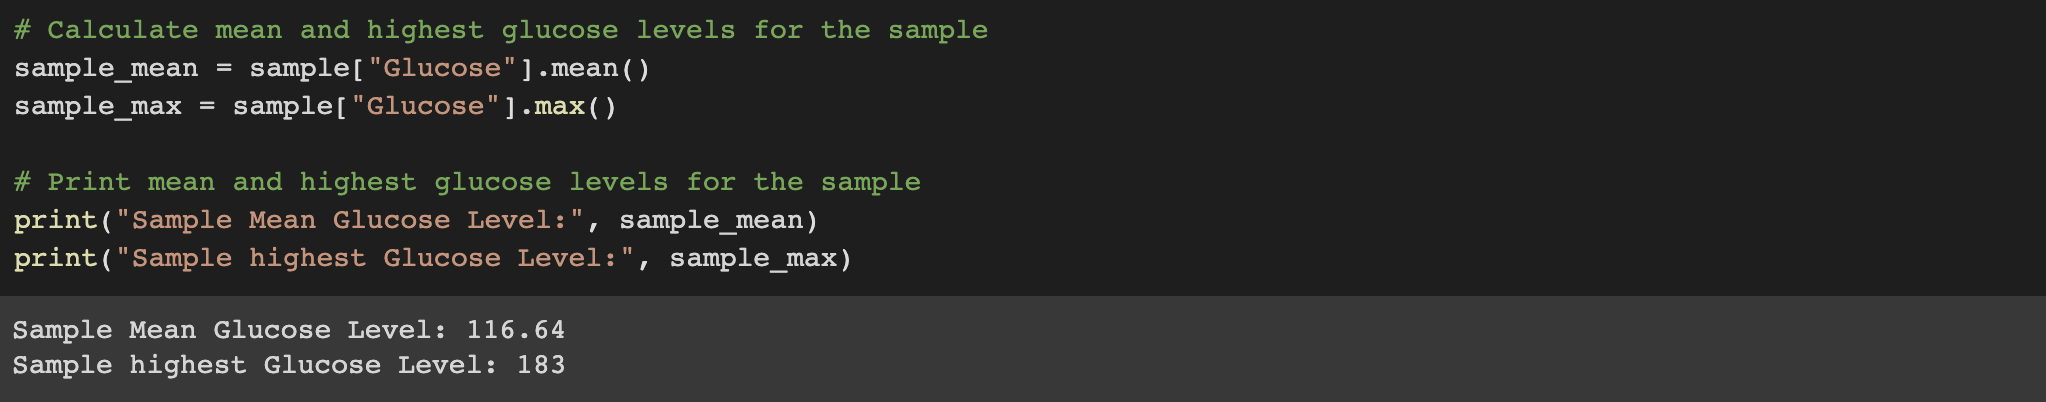 # Calculate mean and highest glucose levels for the sample
sample_mean = sample["Glucose"].mean()
sample_max = sample["Glucose"].max()
# Print mean and highest glucose levels for the sample
print("Sample Mean Glucose Level:", sample_mean)
print("Sample highest Glucose Level:", sample_max)
Sample Mean Glucose Level: 116.64
Sample highest Glucose Level: 183